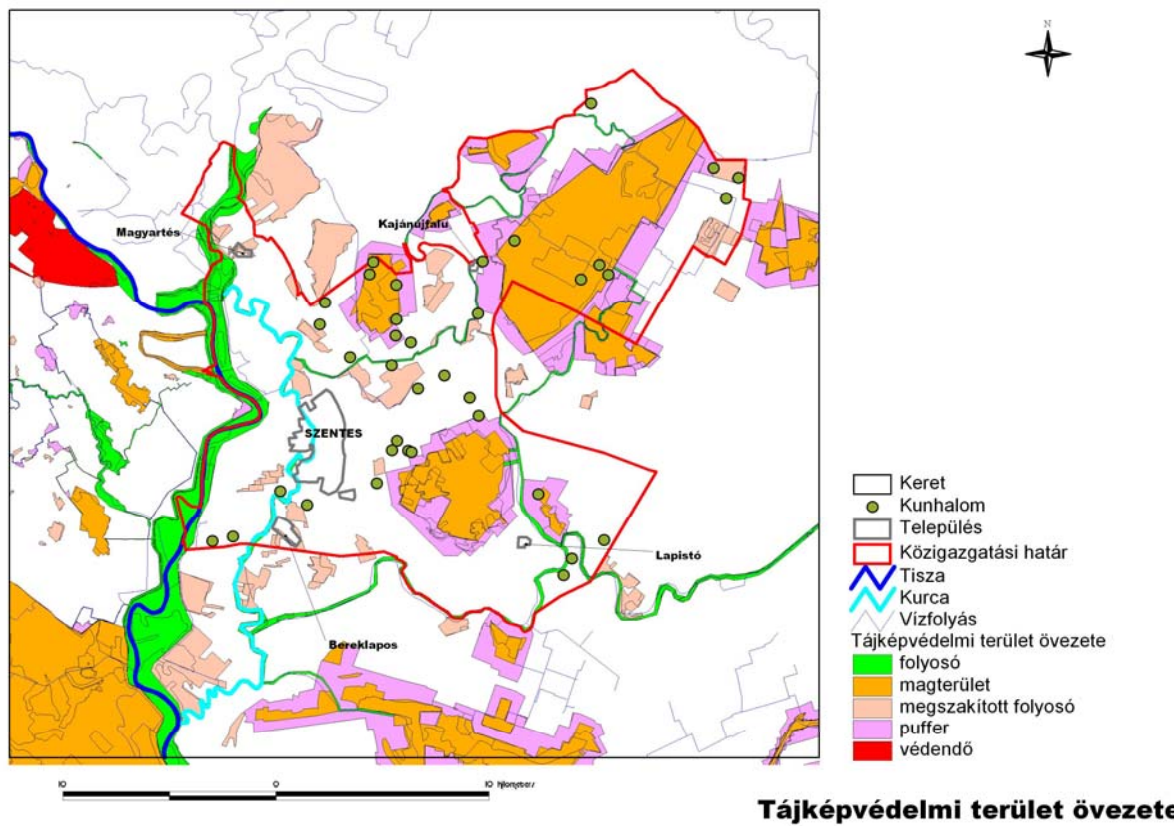 N
Magyartés
Kajánújfalu
SZENTES
Lapistó
Bereklapos
Keret
Kunhalom
Település
Közigazgatási határ
Tisza
Kurca
Vízfolyás
Tájképvédelmi terület övezete
folyosó
magterület
megszakított folyosó
puffer
védendő
10 0 10
Tájképvédelmi terület övezete